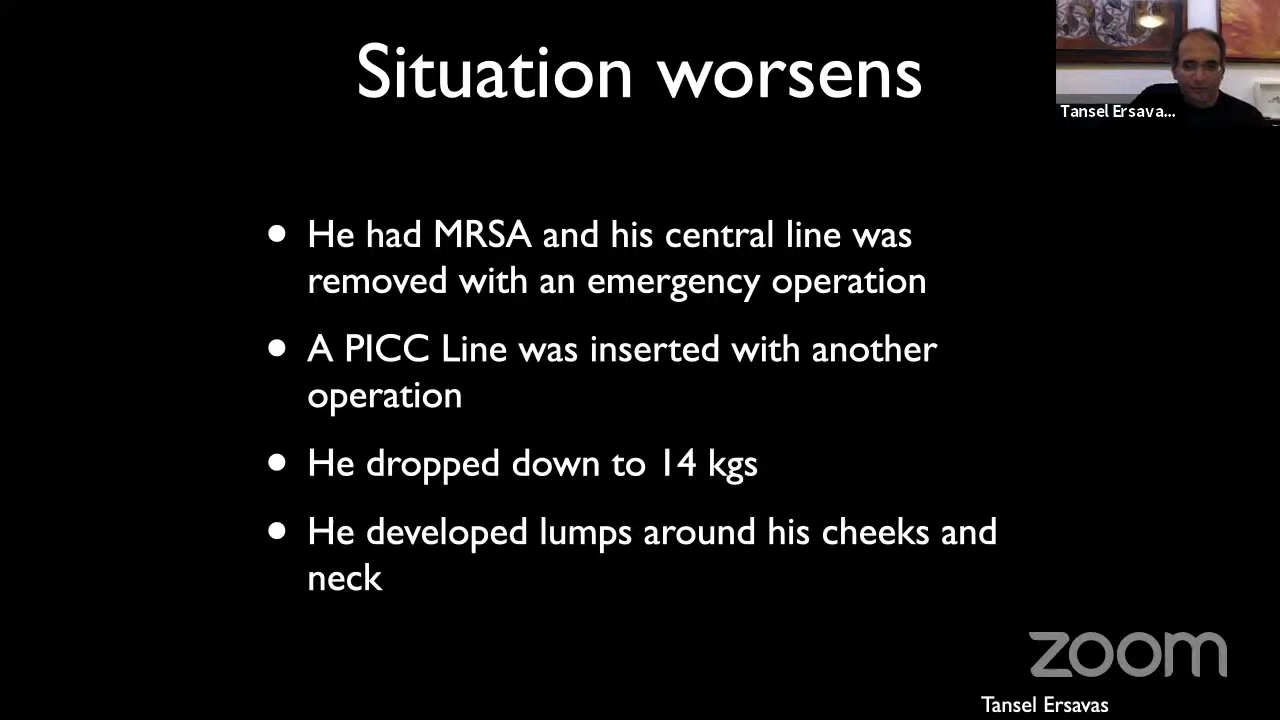 Situation worsens
Tansel Ersava...
• He had MRSA and his central line was
removed with an emergency operation
• A PICC Line was inserted with another
operation
• He dropped down to 14 kgs
• He developed lumps around his cheeks and
neck
zoom
Tansel Ersavas